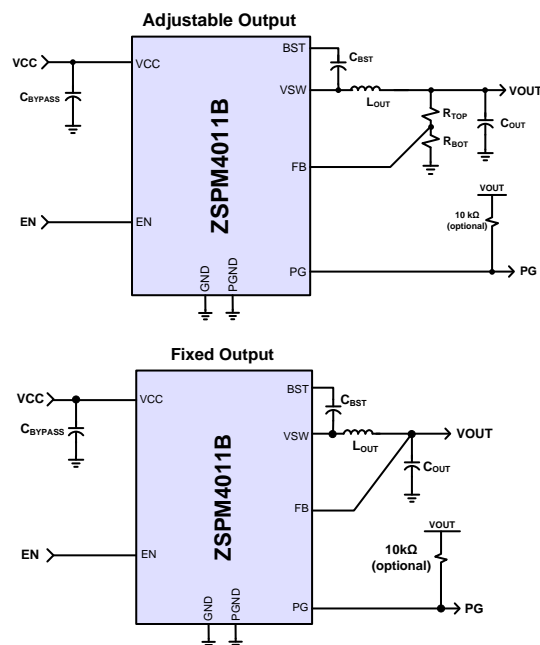 Adjustable Output
BST
CBST
VCC
VCC
CBYPASS
VSW
VOUT
LOUT
RTOP
COUT
RBOT
FB
ZSPM4011B
VOUT
10 kΩ
(optional)
EN
EN
PG
PG
GND
PGND
Fixed Output
BST
CBST
VCC
VCC
CBYPASS
VSW
VOUT
LOUT
COUT
FB
ZSPM4011B
VOUT
10kΩ
(optional)
EN
EN
PG
PG
GND
PGND